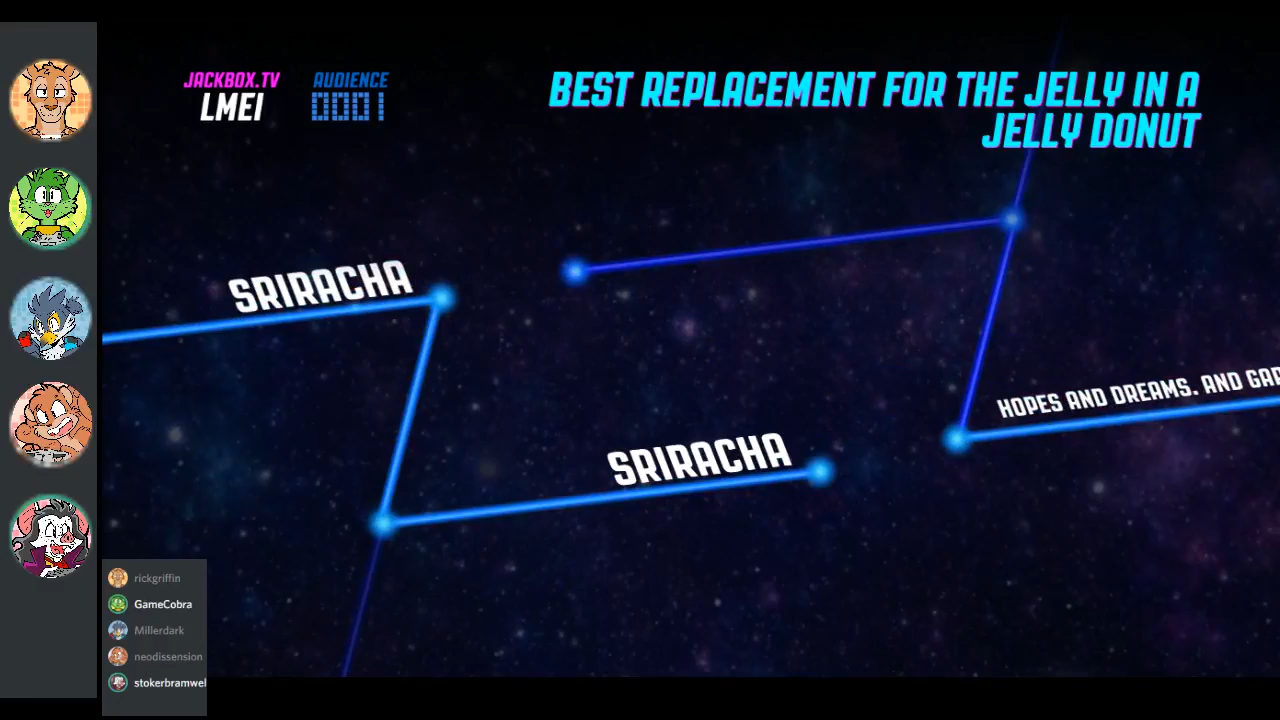 JACKBOX.TV
LMEI
AUDIENCE
0001
BEST REPLACEMENT FOR THE JELLY IN A
JELLY DONUT
SRIRACHA
HOPES AND DREAMS. AND GAR
SRIRACHA
rickgriffin
GameCobra
Millerdark
neodissension
stokerbramwel